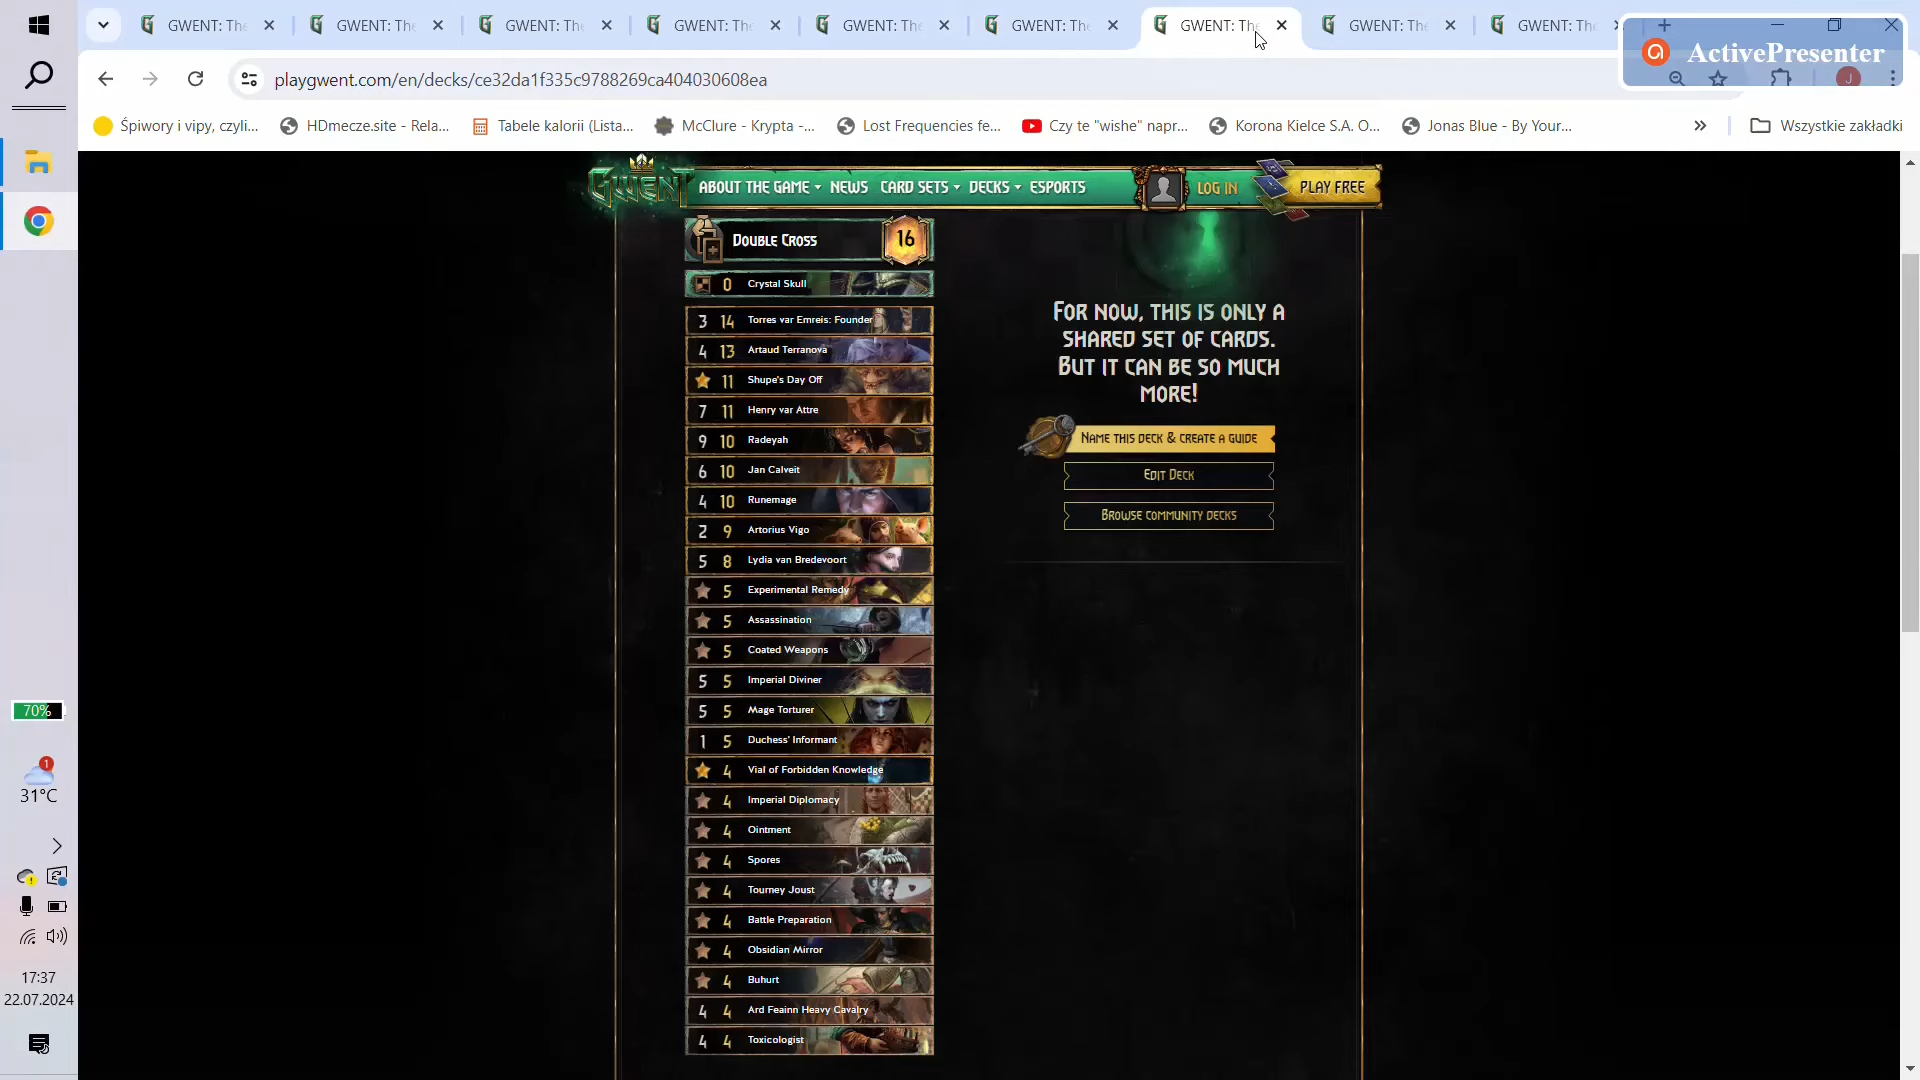 GWENT: The
GWENT: The
GWENT: The
GWENT: The
GWENT: The
GWENT: The
GWENT: The
GWENT: The
GWENT: The
ActivePresenter
playgwent.com/en/decks/ce32da1f335c9788269ca404030608ea
J
Śpiwory i vipy, czyli...
HDmecze.site - Rela...
Tabele kalorii (Lista...
McClure - Krypta -...
Lost Frequencies fe...
Czy te "wishe" napr...
Korona Kielce S.A. O...
Jonas Blue - By Your...
Wszystkie zakładki
GWENT
ABOUT THE GAME
NEWS
CARD SETS
DECKS
ESPORTS
LOG IN
PLAY FREE
DOUBLE CROSS
16
0 Crystal Skull
3 14 Torres var Emreis: Founder
4 13 Artaud Terranova
11 Shupe's Day Off
7 11 Henry var Attre
9 10 Radeyah
6 10 Jan Calveit
4 10 Runemage
2 9 Artorius Vigo
5 8 Lydia van Bredevoort
5 Experimental Remedy
5 Assassination
5 Coated Weapons
5 5 Imperial Diviner
5 5 Mage Torturer
1 5 Duchess' Informant
4 Vial of Forbidden Knowledge
4 Imperial Diplomacy
4 Ointment
4 Spores
4 Tourney Joust
4 Battle Preparation
4 Obsidian Mirror
4 Buhurt
4 4 Ard Feainn Heavy Cavalry
4 4 Toxicologist
FOR NOW, THIS IS ONLY A
SHARED SET OF CARDS.
BUT IT CAN BE SO MUCH
MORE!
NAME THIS DECK & CREATE A GUIDE
EDIT DECK
BROWSE COMMUNITY DECKS
70%
1
31°C
17:37
22.07.2024